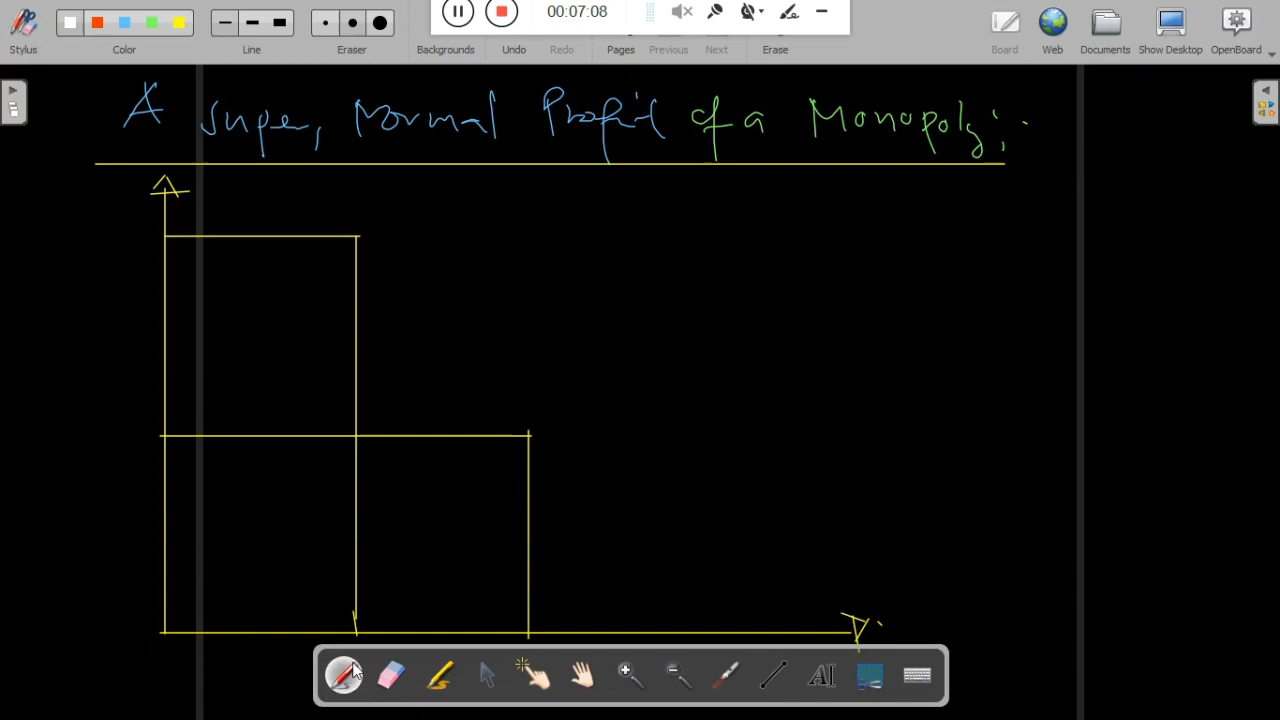 00:07:08
Stylus Color Line Eraser Backgrounds Undo Redo Pages Previous Next Erase Board Web Documents Show Desktop OpenBoard
A Super, Normal Profit of a Monopoly:
AI